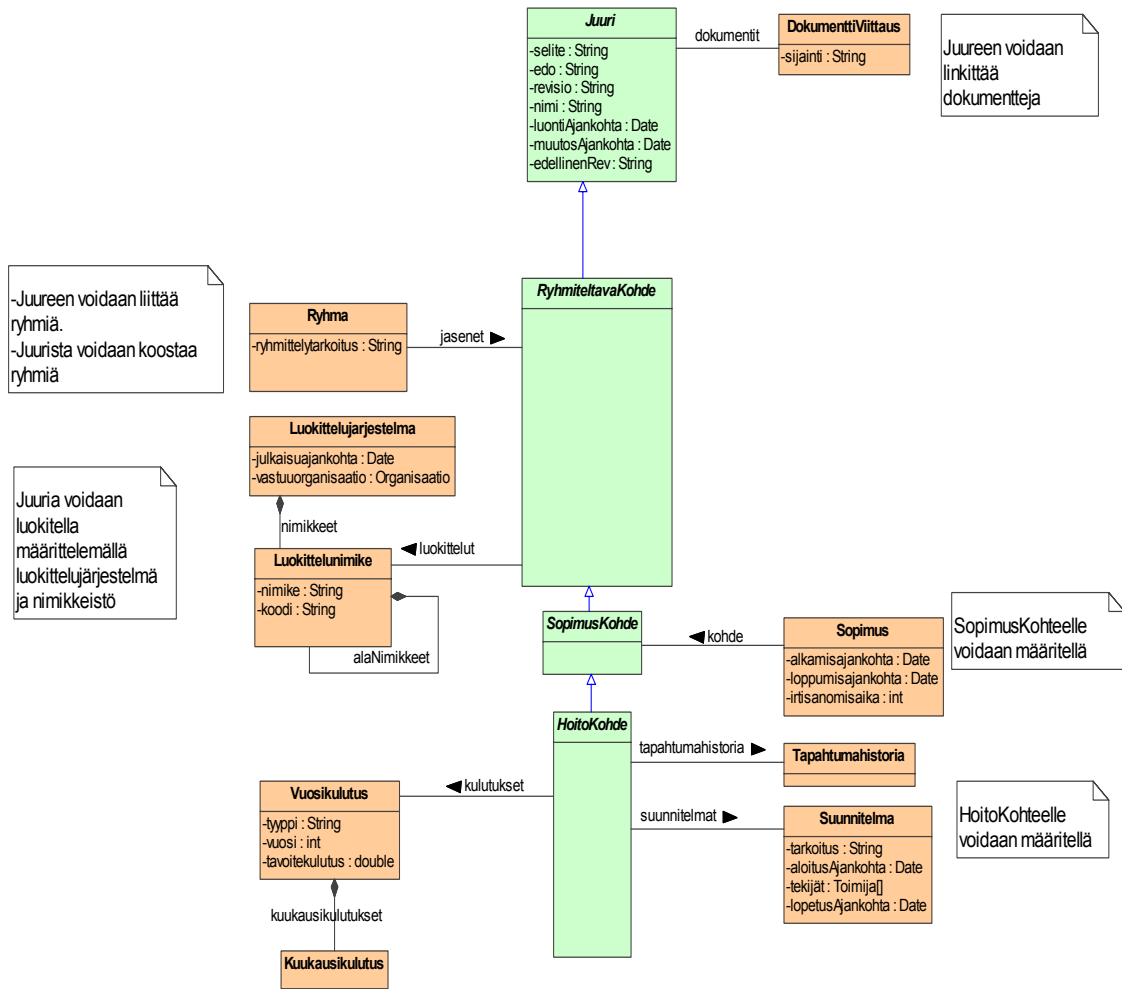 Juuri
-selite : String
-edo : String
-revisio : String
-nimi : String
-luontiAjankohta : Date
-muutosAjankohta : Date
-edellinenRev : String
dokumentit
DokumenttiViittaus
-sijainti : String
Juureen voidaan
linkittää
dokumentteja
-Juureen voidaan liittää
ryhmiä.
-Juurista voidaan koostaa
ryhmiä
Ryhma
-ryhmittelytarkoitus : String
jasenet
RyhmiteltavaKohde
Juuria voidaan
luokitella
määrittelemällä
luokittelujärjestelmä
ja nimikkeistö
Luokittelujarjestelma
-julkaisuajankohta : Date
-vastuuorganisaatio : Organisaatio
nimikkeet
Luokittelunimike
-nimike : String
-koodi : String
luokittelut
alaNimikkeet
SopimusKohde
kohde
Sopimus
-alkamisajankohta : Date
-loppumisajankohta : Date
-irtisanomisaika : int
SopimusKohteelle
voidaan määritellä
HoitoKohde
tapahtumahistoria
Tapahtumahistoria
kulutukset
Vuosikulutus
-tyyppi : String
-vuosi : int
-tavoitekulutus : double
kuukausikulutukset
Kuukausikulutus
suunnitelmat
Suunnitelma
-tarkoitus : String
-aloitusAjankohta : Date
-tekijät : Toimija[]
-lopetusAjankohta : Date
HoitoKohteelle
voidaan määritellä